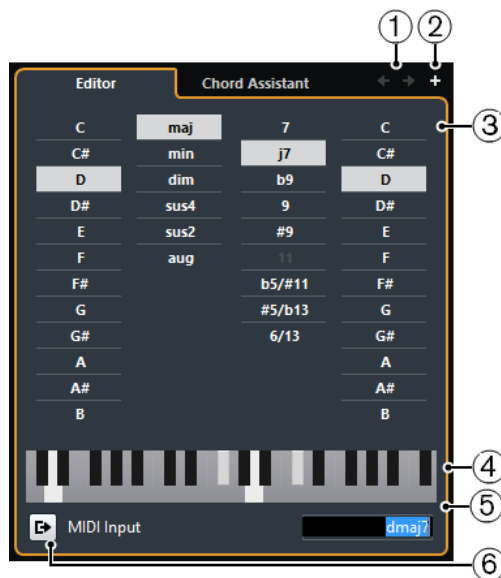 1 2
Editor Chord Assistant
C maj 7 C
3
C# min j7 C#
D dim b9 D
D# sus4 9 D#
E sus2 #9 E
F aug 11 F
F# b5/#11 F#
G #5/b13 G
G# 6/13 G#
A A
A# A#
B B
4
5
MIDI Input dmaj7
6